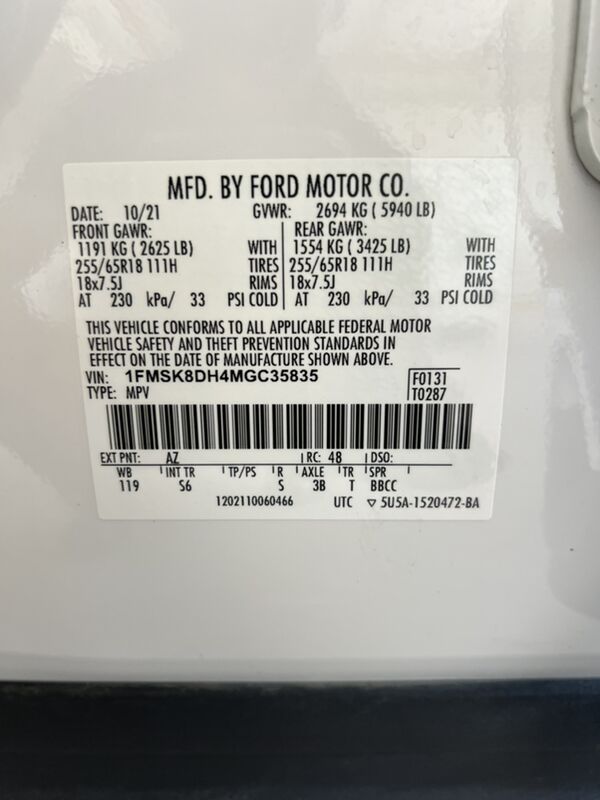 MFD. BY FORD MOTOR CO.
DATE: 10/21 GVWR: 2694 KG ( 5940 LB)
FRONT GAWR: REAR GAWR:
1191 KG ( 2625 LB) WITH 1554 KG ( 3425 LB) WITH
255/65R18 111H TIRES 255/65R18 111H TIRES
18x7.5J RIMS 18x7.5J RIMS
AT 230 kPa/ 33 PSI COLD AT 230 kPa/ 33 PSI COLD
THIS VEHICLE CONFORMS TO ALL APPLICABLE FEDERAL MOTOR
VEHICLE SAFETY AND THEFT PREVENTION STANDARDS IN
EFFECT ON THE DATE OF MANUFACTURE SHOWN ABOVE.
VIN: 1FMSK8DH4MGC35835 F0131
TYPE: MPV T0287
EXT PNT: AZ RC: 48 DSO:
WB INT TR TP/PS R AXLE TR SPR
119 S6 S 3B T BBCC
1202110060466 UTC ▽ 5U5A-1520472-BA